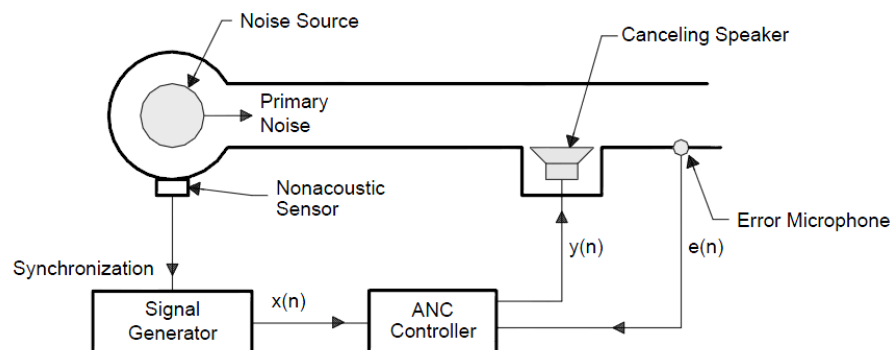 Noise Source
Canceling Speaker
Primary
Noise
Nonacoustic
Sensor
Error Microphone
y(n)
e(n)
Synchronization
Signal
Generator
x(n)
ANC
Controller